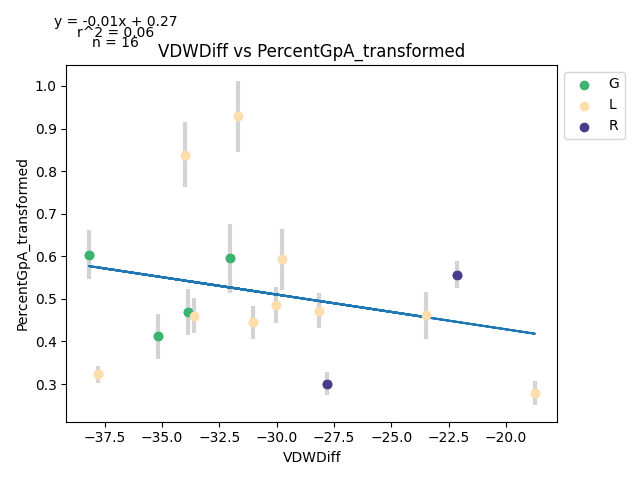 y = -0.01x + 0.27
r^2 = 0.06
n = 16
VDWDiff vs PercentGpA_transformed
G
L
R
1.0
0.9
0.8
0.7
0.6
0.5
0.4
0.3
PercentGpA_transformed
−37.5 −35.0 −32.5 −30.0 −27.5 −25.0 −22.5 −20.0
VDWDiff